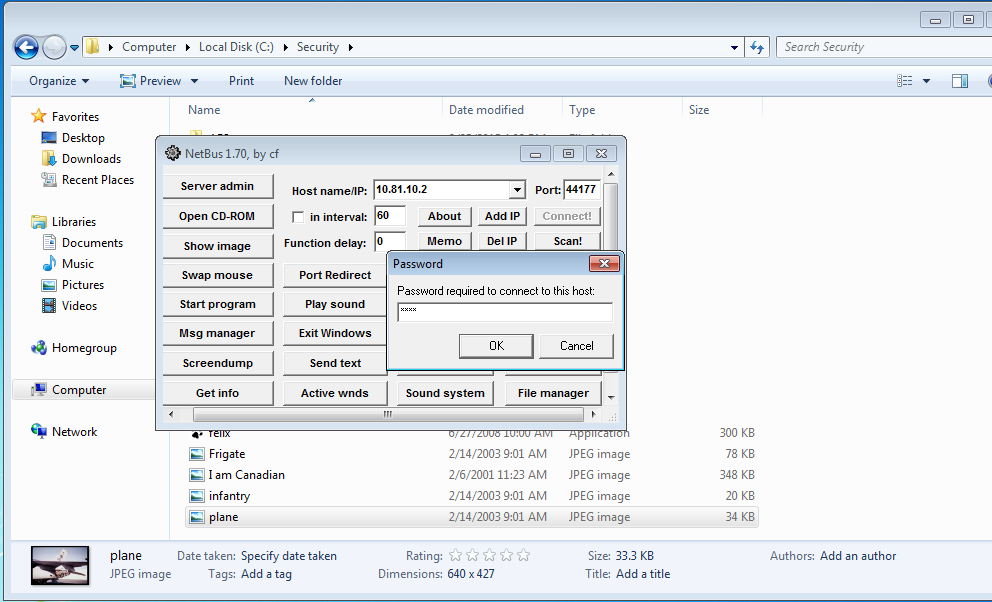 Computer Local Disk (C:) Security
Search Security
Organize Preview Print New folder
Name Date modified Type Size
Favorites
Desktop
Downloads
Recent Places
Libraries
Documents
Music
Pictures
Videos
Homegroup
Computer
Network
NetBus 1.70, by cf
Server admin
Host name/IP: 10.81.10.2 Port: 44177
Open CD-ROM
in interval: 60 About Add IP Connect!
Show image
Function delay: 0 Memo Del IP Scan!
Swap mouse Port Redirect
Start program Play sound
Msg manager Exit Windows
Screendump Send text
Get info Active wnds Sound system File manager
Password
Password required to connect to this host:
****
OK Cancel
felix 6/27/2008 10:00 AM Application 300 KB
Frigate 2/14/2003 9:01 AM JPEG image 78 KB
I am Canadian 2/6/2001 11:23 AM JPEG image 348 KB
infantry 2/14/2003 9:01 AM JPEG image 20 KB
plane 2/14/2003 9:01 AM JPEG image 34 KB
plane Date taken: Specify date taken Rating: Size: 33.3 KB Authors: Add an author
JPEG image Tags: Add a tag Dimensions: 640 x 427 Title: Add a title